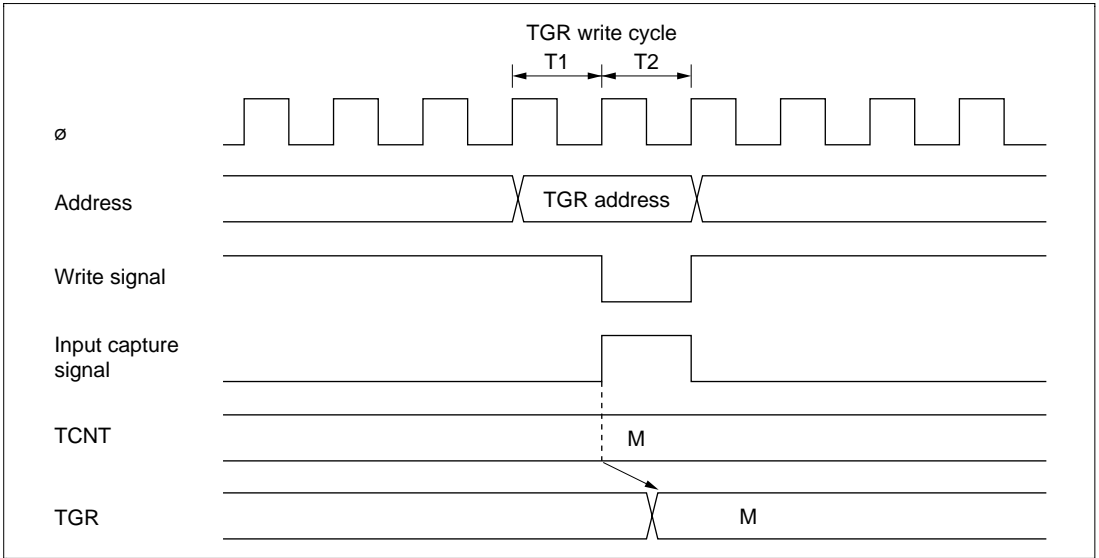 TGR write cycle
T1 T2
ø
Address
TGR address
Write signal
Input capture
signal
TCNT
M
TGR
M